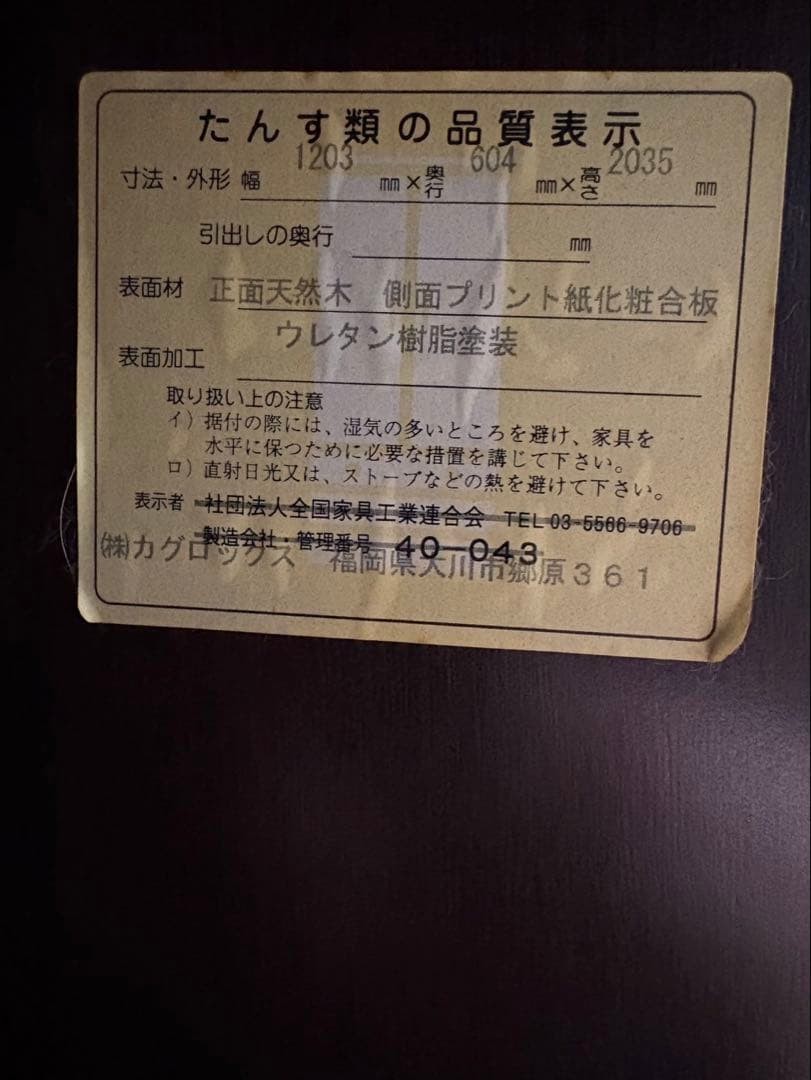 たんす類の品質表示
寸法・外形 幅 1203 ㎜×奥行 604 ㎜×高さ 2035 ㎜
引出しの奥行 ㎜
表面材 正面天然木 側面プリント紙化粧合板
表面加工 ウレタン樹脂塗装
取り扱い上の注意
イ）据付の際には、湿気の多いところを避け、家具を
水平に保つために必要な措置を講じて下さい。
ロ）直射日光又は、ストーブなどの熱を避けて下さい。
表示者 社団法人全国家具工業連合会 TEL 03-5566-9706
製造会社・管理番号 40-043
㈱カグロックス 福岡県大川市郷原361